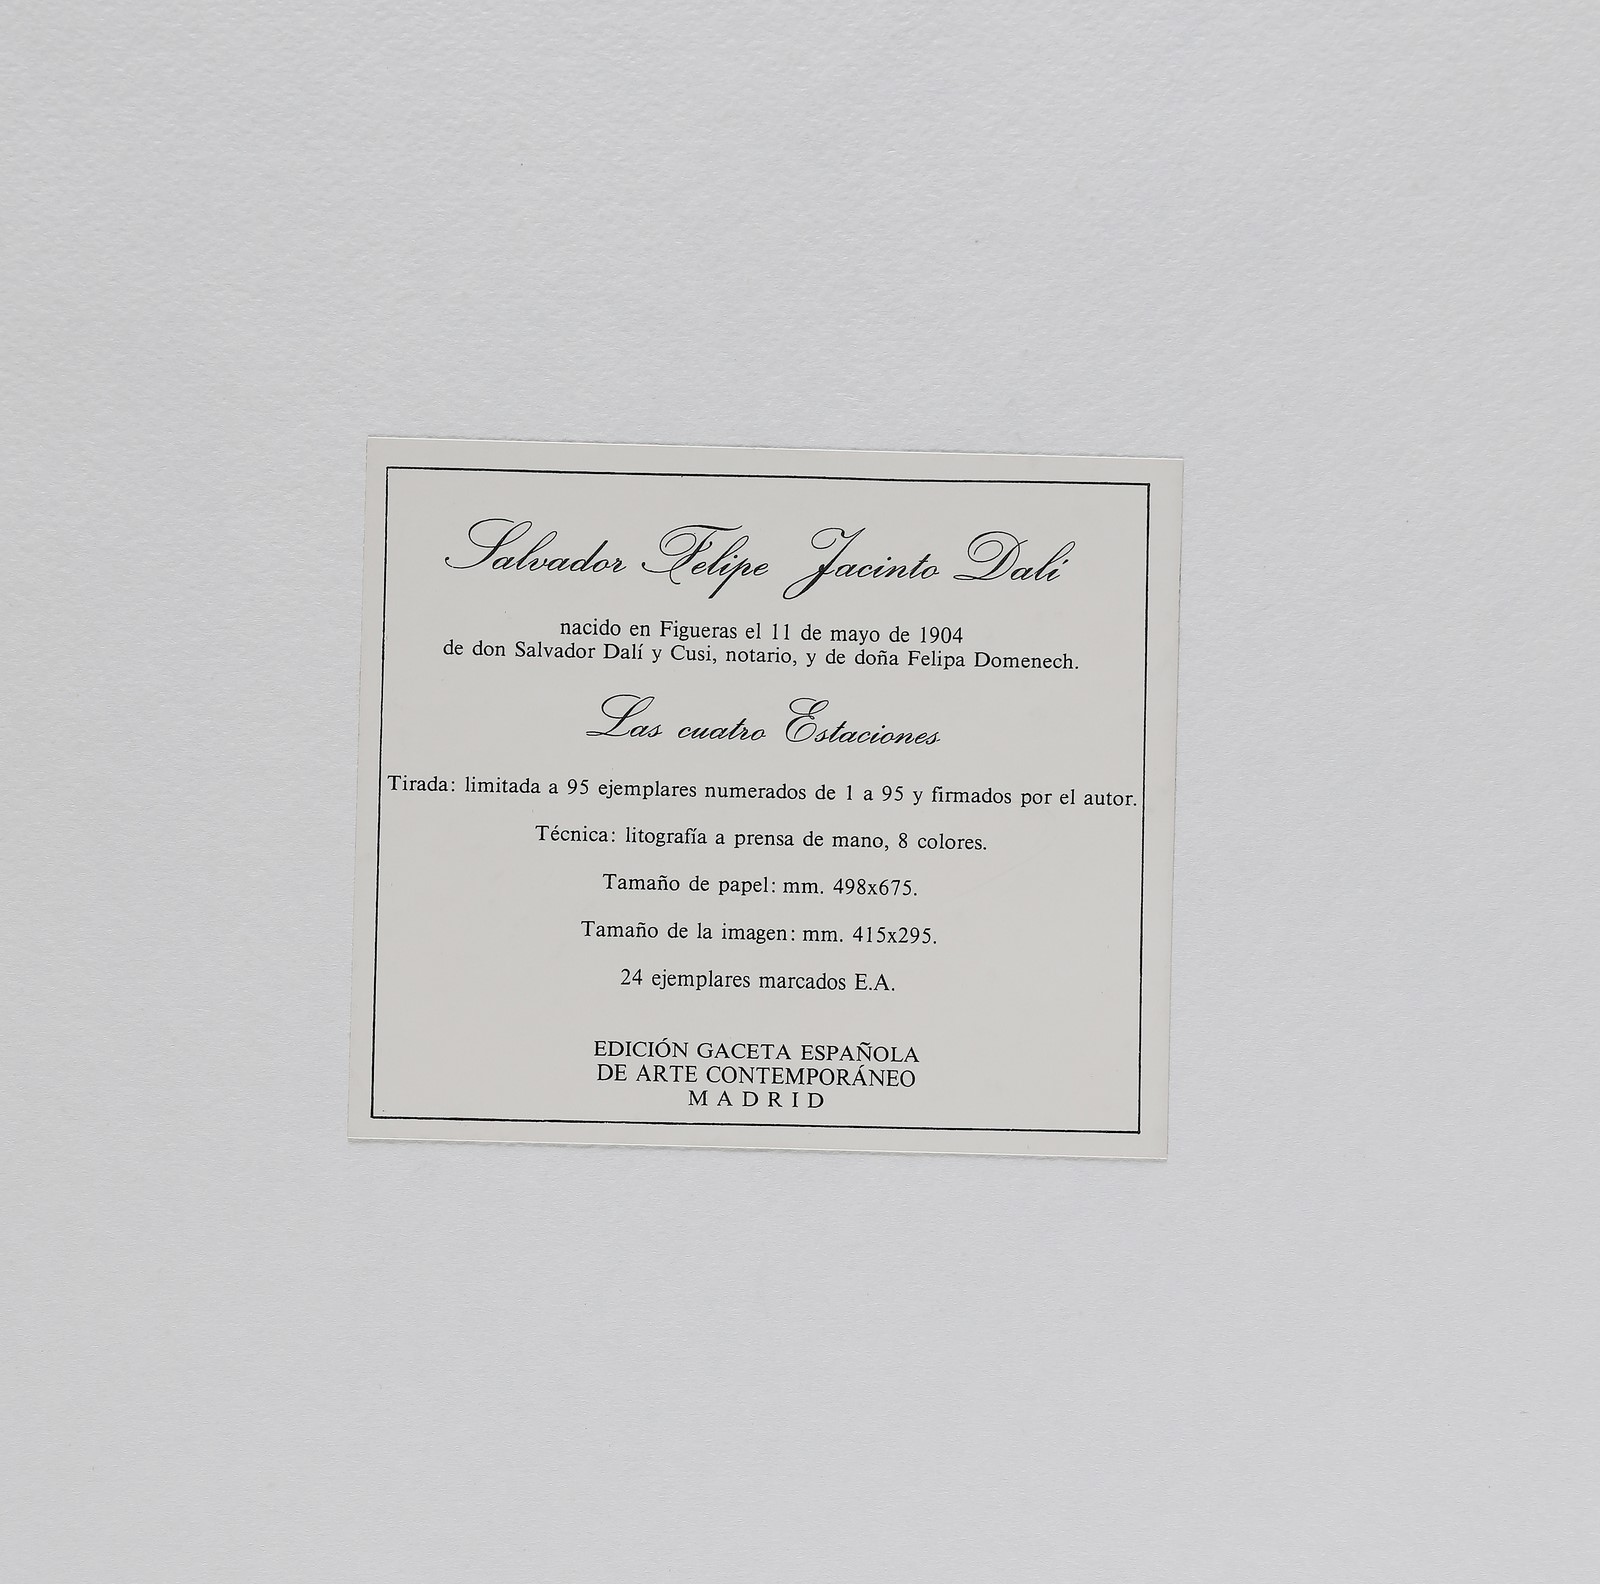 Salvador Felipe Jacinto Dalí
nacido en Figueras el 11 de mayo de 1904
de don Salvador Dalí y Cusi, notario, y de doña Felipa Domenech.
Las cuatro Estaciones
Tirada: limitada a 95 ejemplares numerados de 1 a 95 y firmados por el autor.
Técnica: litografía a prensa de mano, 8 colores.
Tamaño de papel: mm. 498x675.
Tamaño de la imagen: mm. 415x295.
24 ejemplares marcados E.A.
EDICIÓN GACETA ESPAÑOLA
DE ARTE CONTEMPORÁNEO
MADRID